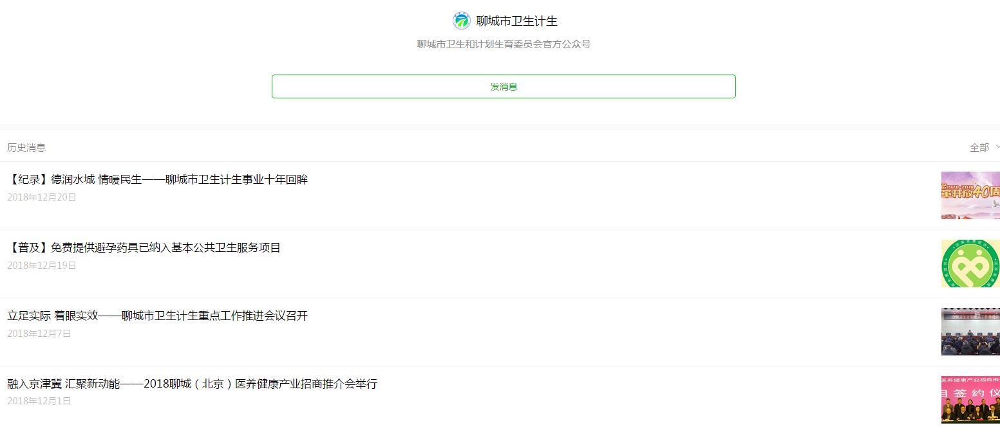 聊城市卫生计生
聊城市卫生和计划生育委员会官方公众号
发消息
历史消息
全部
【纪录】德润水城 情暖民生——聊城市卫生计生事业十年回眸
2018年12月20日
1978-2018
革开放40周
【普及】免费提供避孕药具已纳入基本公共卫生服务项目
2018年12月19日
立足实际 着眼实效——聊城市卫生计生重点工作推进会议召开
2018年12月7日
融入京津冀 汇聚新动能——2018聊城（北京）医养健康产业招商推介会举行
2018年12月1日
医养健康产业招商推
目签约仪